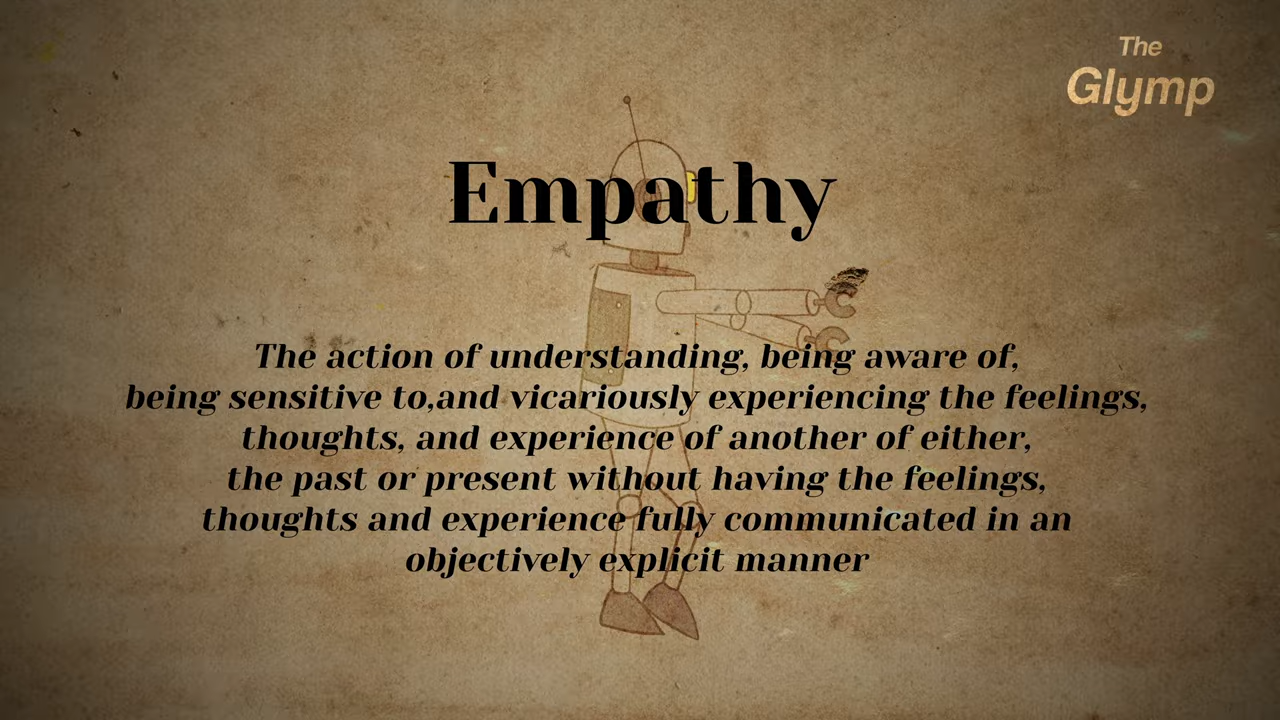 The
Glymp
Empathy
The action of understanding, being aware of,
being sensitive to,and vicariously experiencing the feelings,
thoughts, and experience of another of either,
the past or present without having the feelings,
thoughts and experience fully communicated in an
objectively explicit manner